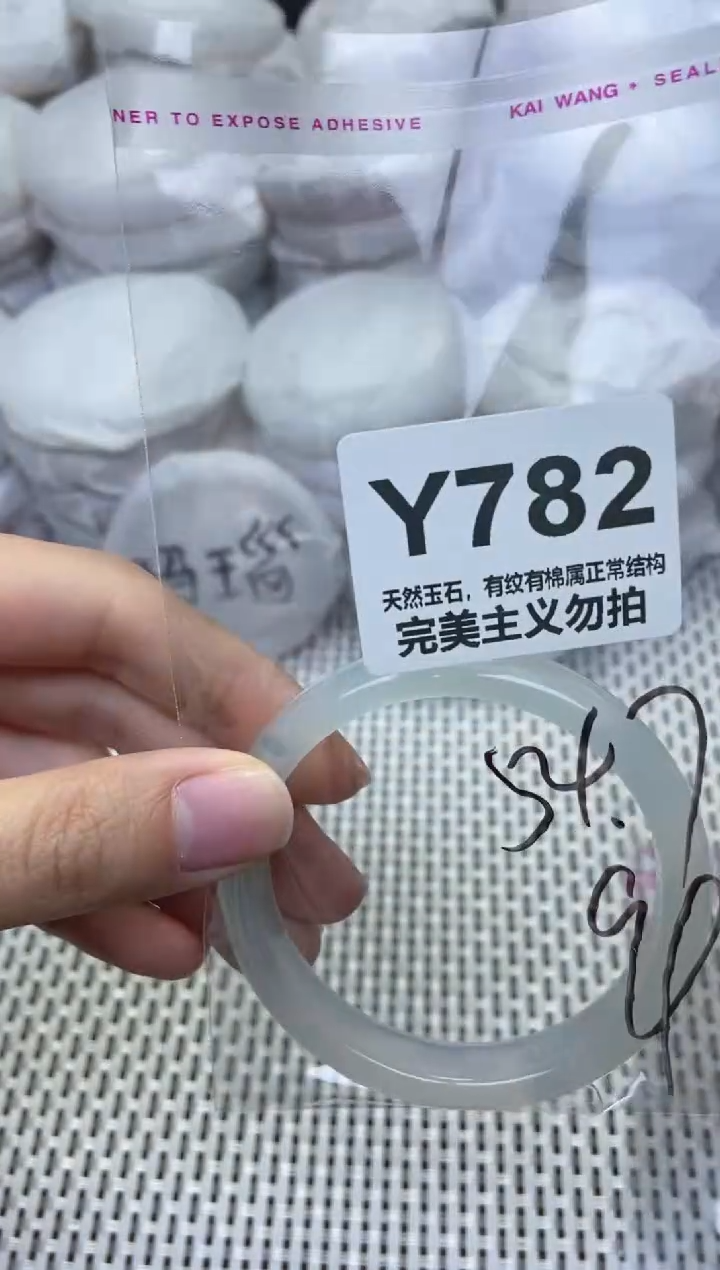 NER TO EXPOSE ADHESIVE
KAI WANG • SEAL
Y782
天然玉石，有纹有棉属正常结构
完美主义勿拍
玛瑙
54.7